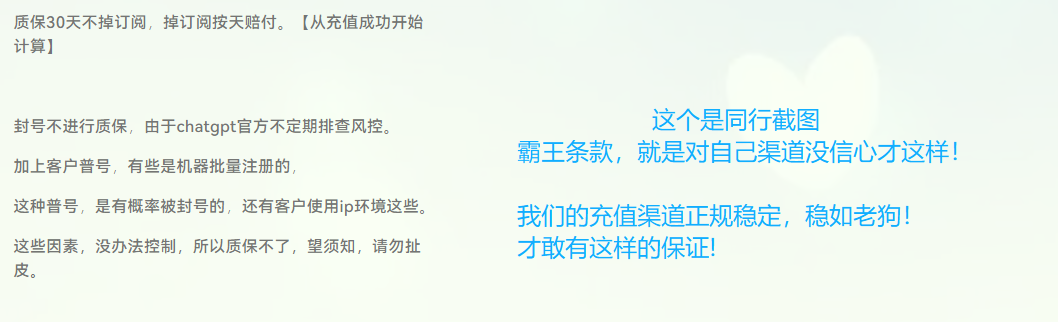 质保30天不掉订阅，掉订阅按天赔付。【从充值成功开始
计算】
封号不进行质保，由于chatgpt官方不定期排查风控。
加上客户普号，有些是机器批量注册的，
这种普号，是有概率被封号的，还有客户使用ip环境这些。
这些因素，没办法控制，所以质保不了，望须知，请勿扯
皮。
这个是同行截图
霸王条款，就是对自己渠道没信心才这样！
我们的充值渠道正规稳定，稳如老狗！
才敢有这样的保证!